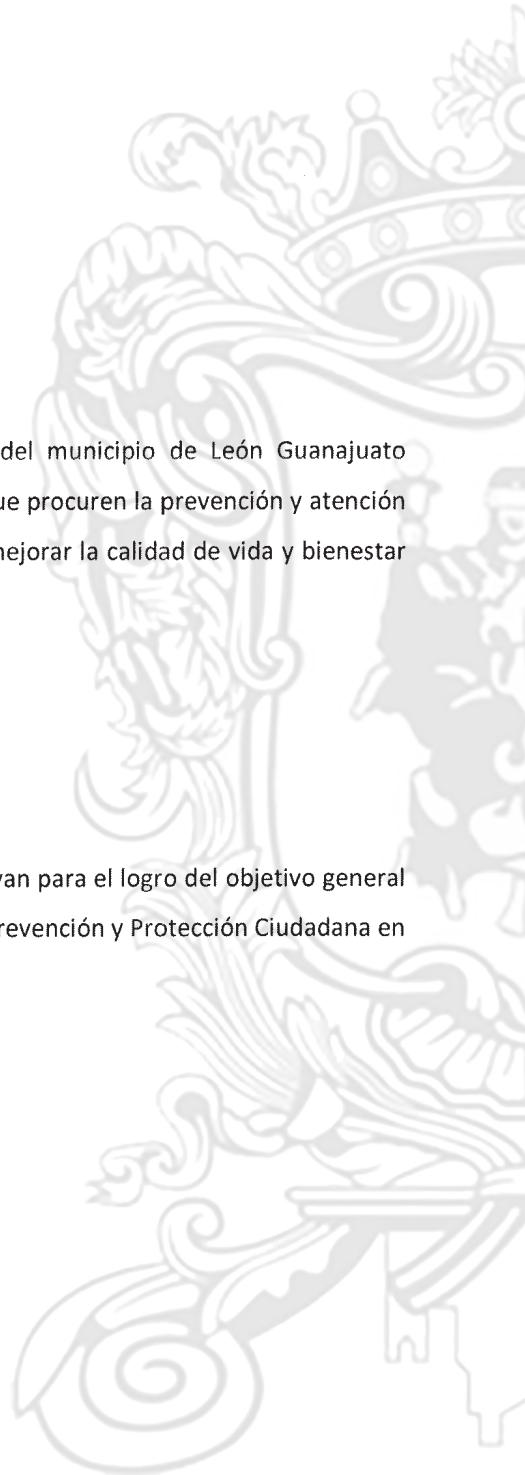 del municipio de León Guanajuato
ue procuren la prevención y atención
mejorar la calidad de vida y bienestar
van para el logro del objetivo general
revención y Protección Ciudadana en